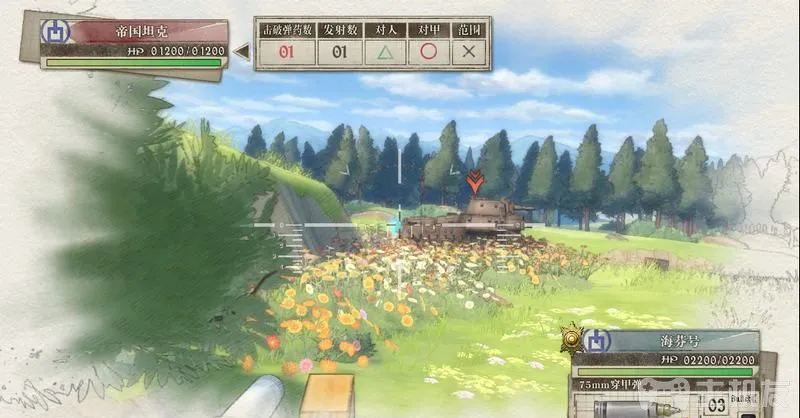 帝国坦克
HP 01200/01200
击破弹药数 发射数 对人 对甲 范围
01 01 △ ○ ×
海芬号
HP 02200/02200
75mm穿甲弹
03